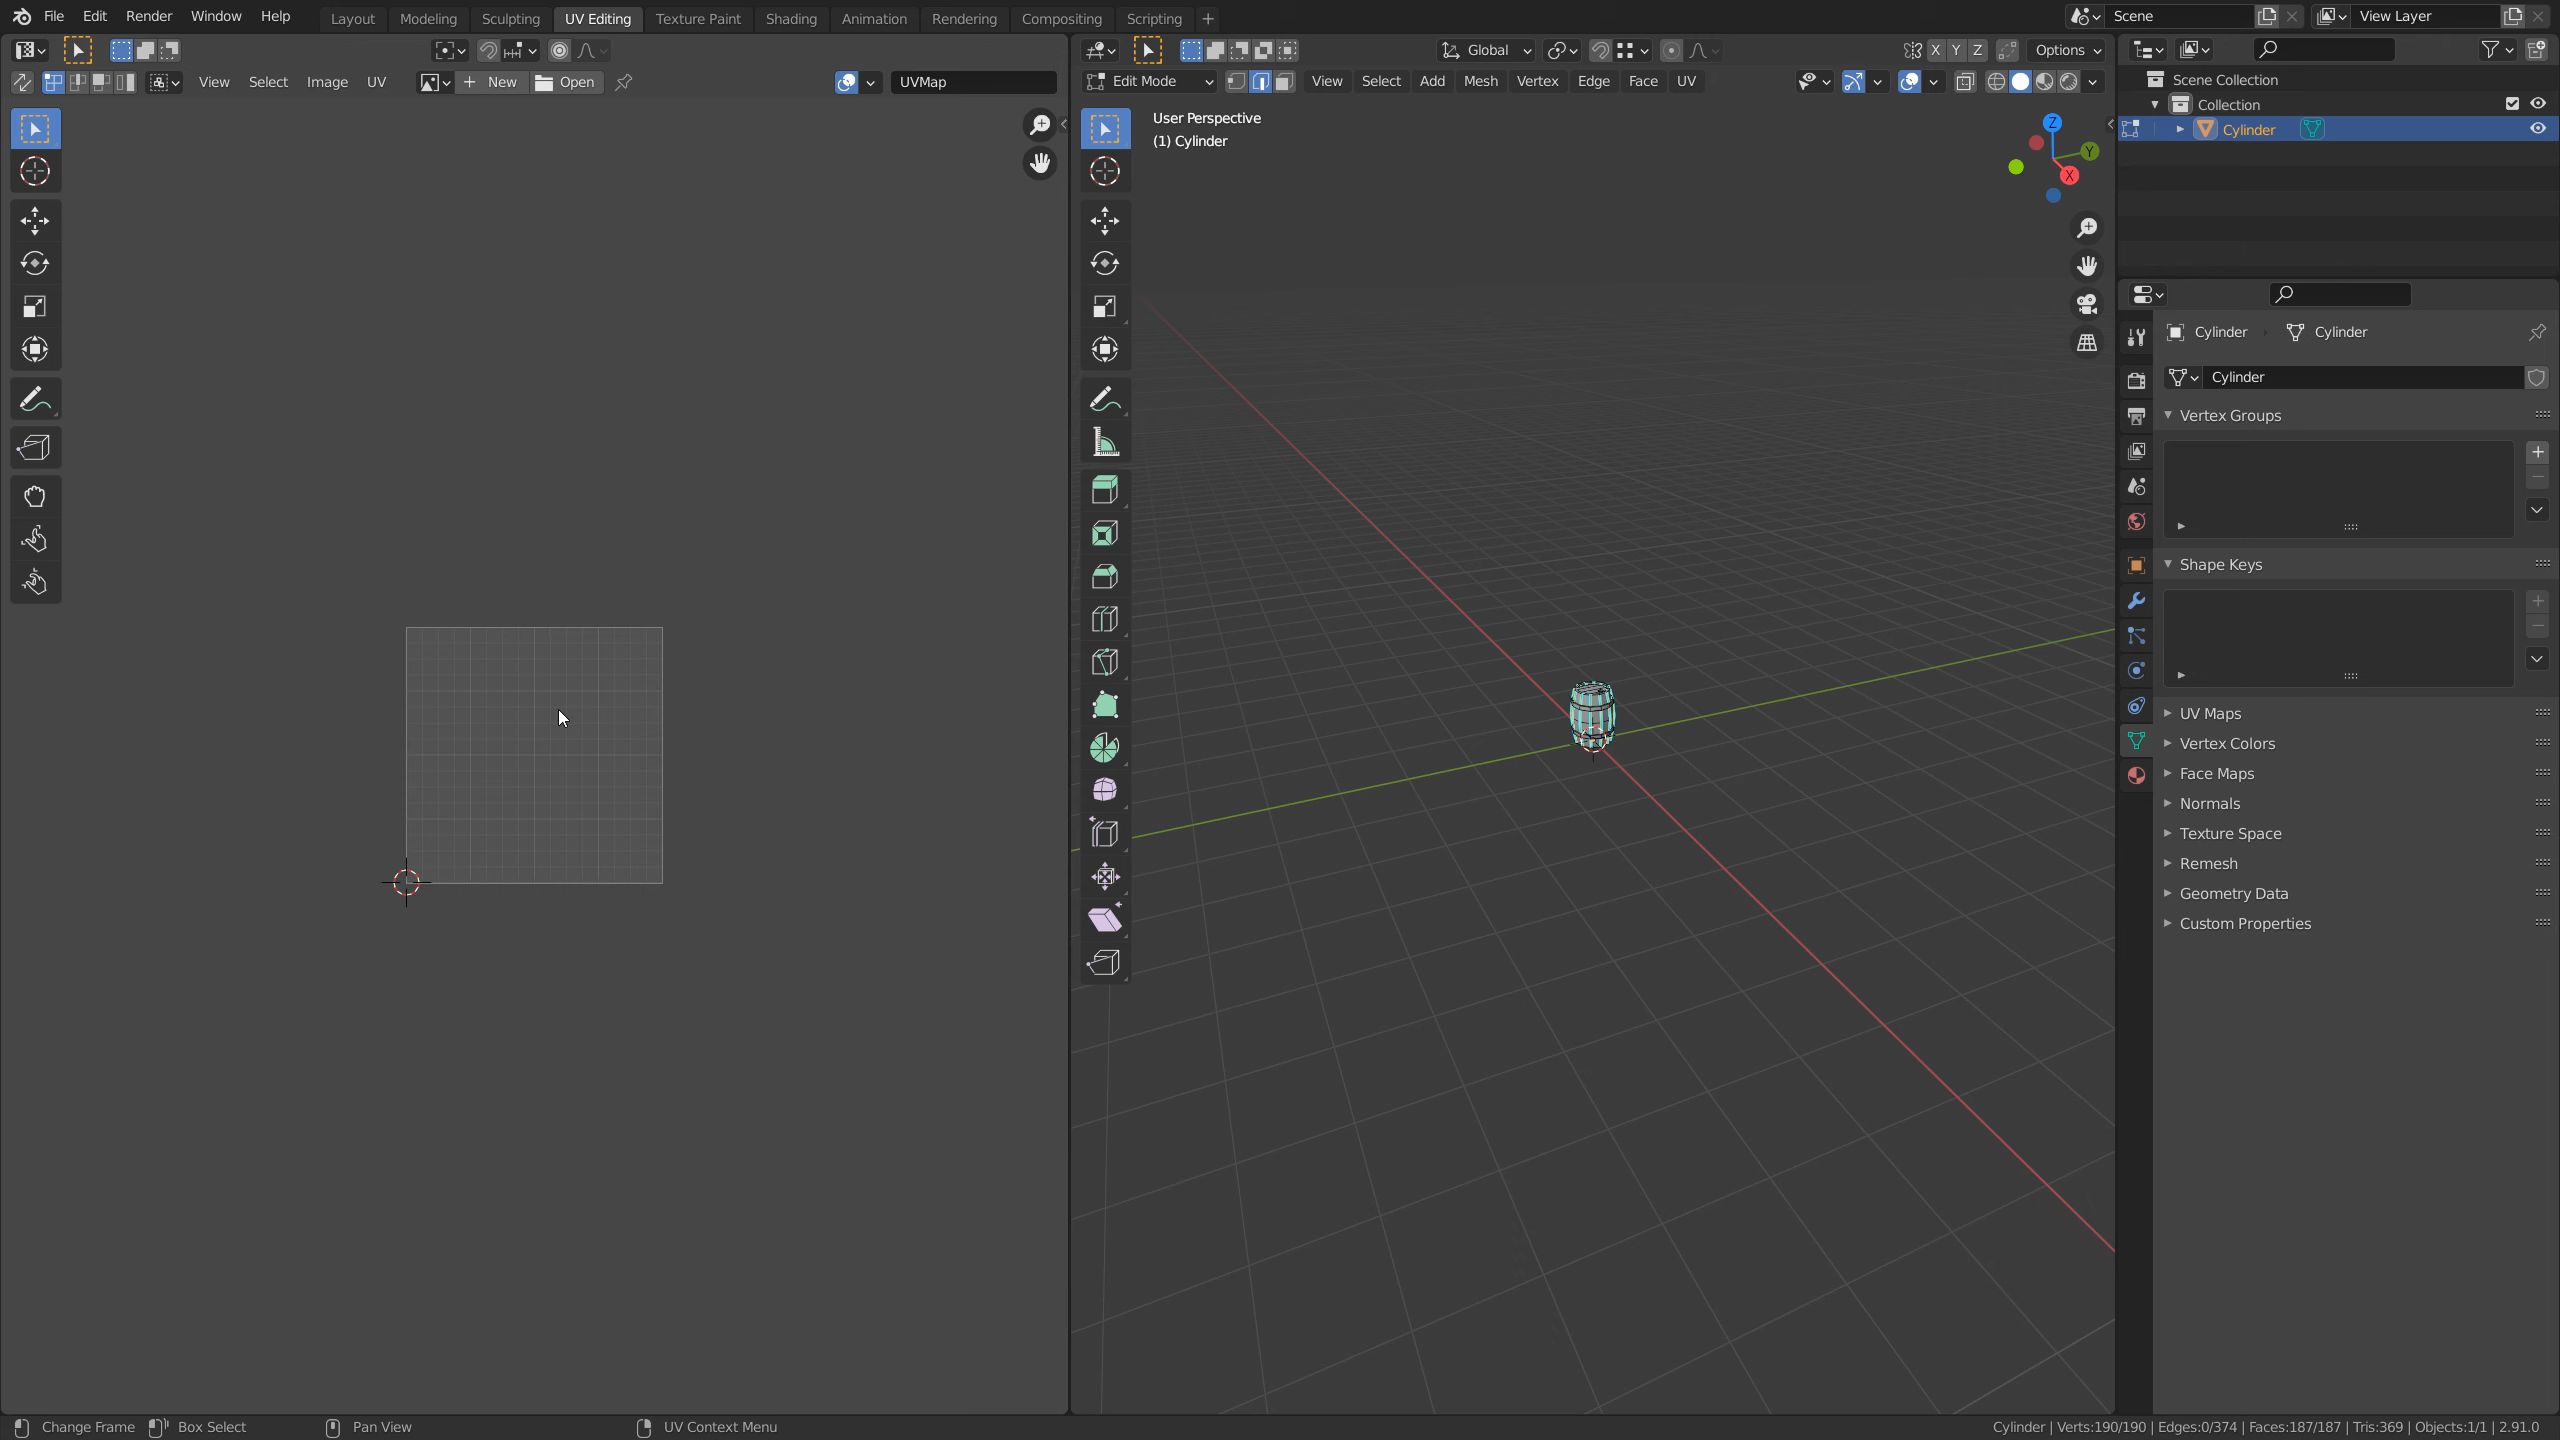 File Edit Render Window Help Layout Modeling Sculpting UV Editing Texture Paint Shading Animation Rendering Compositing Scripting + Scene View Layer
Global X Y Z Options
View Select Image UV + New Open UVMap
Edit Mode View Select Add Mesh Vertex Edge Face UV
Scene Collection
Collection
Cylinder
User Perspective
(1) Cylinder
Z
Y
X
Cylinder Cylinder
Cylinder
Vertex Groups
Shape Keys
UV Maps
Vertex Colors
Face Maps
Normals
Texture Space
Remesh
Geometry Data
Custom Properties
Change Frame Box Select Pan View UV Context Menu Cylinder | Verts:190/190 | Edges:0/374 | Faces:187/187 | Tris:369 | Objects:1/1 | 2.91.0